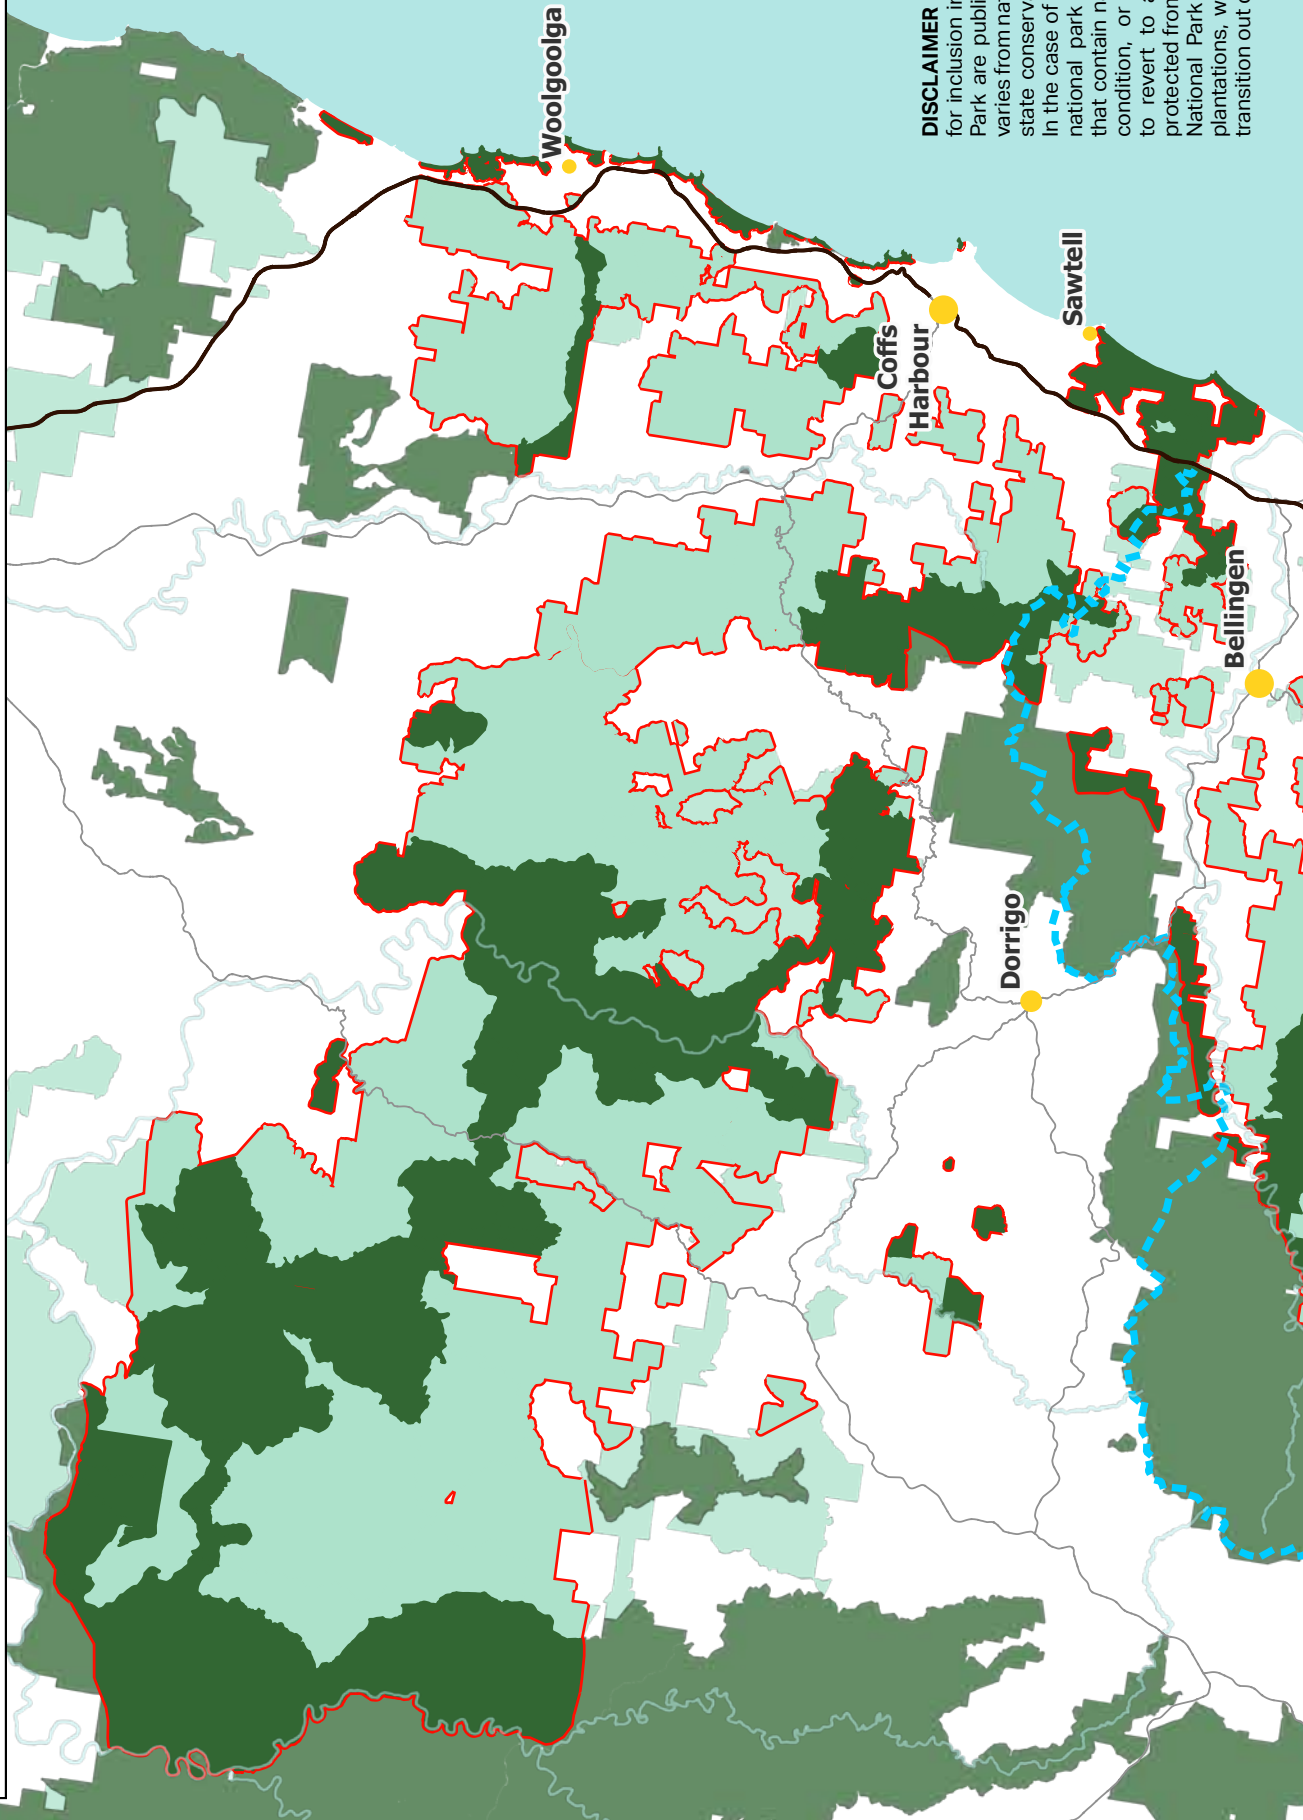 Woolgoolga
Coffs
Harbour
Sawtell
Bellingen
Dorrigo
DISCLAIMER
for inclusion i
Park are publi
varies from na
state conserv
In the case of
national park
that contain n
condition, or
to revert to a
protected from
National Park
plantations, w
transition out